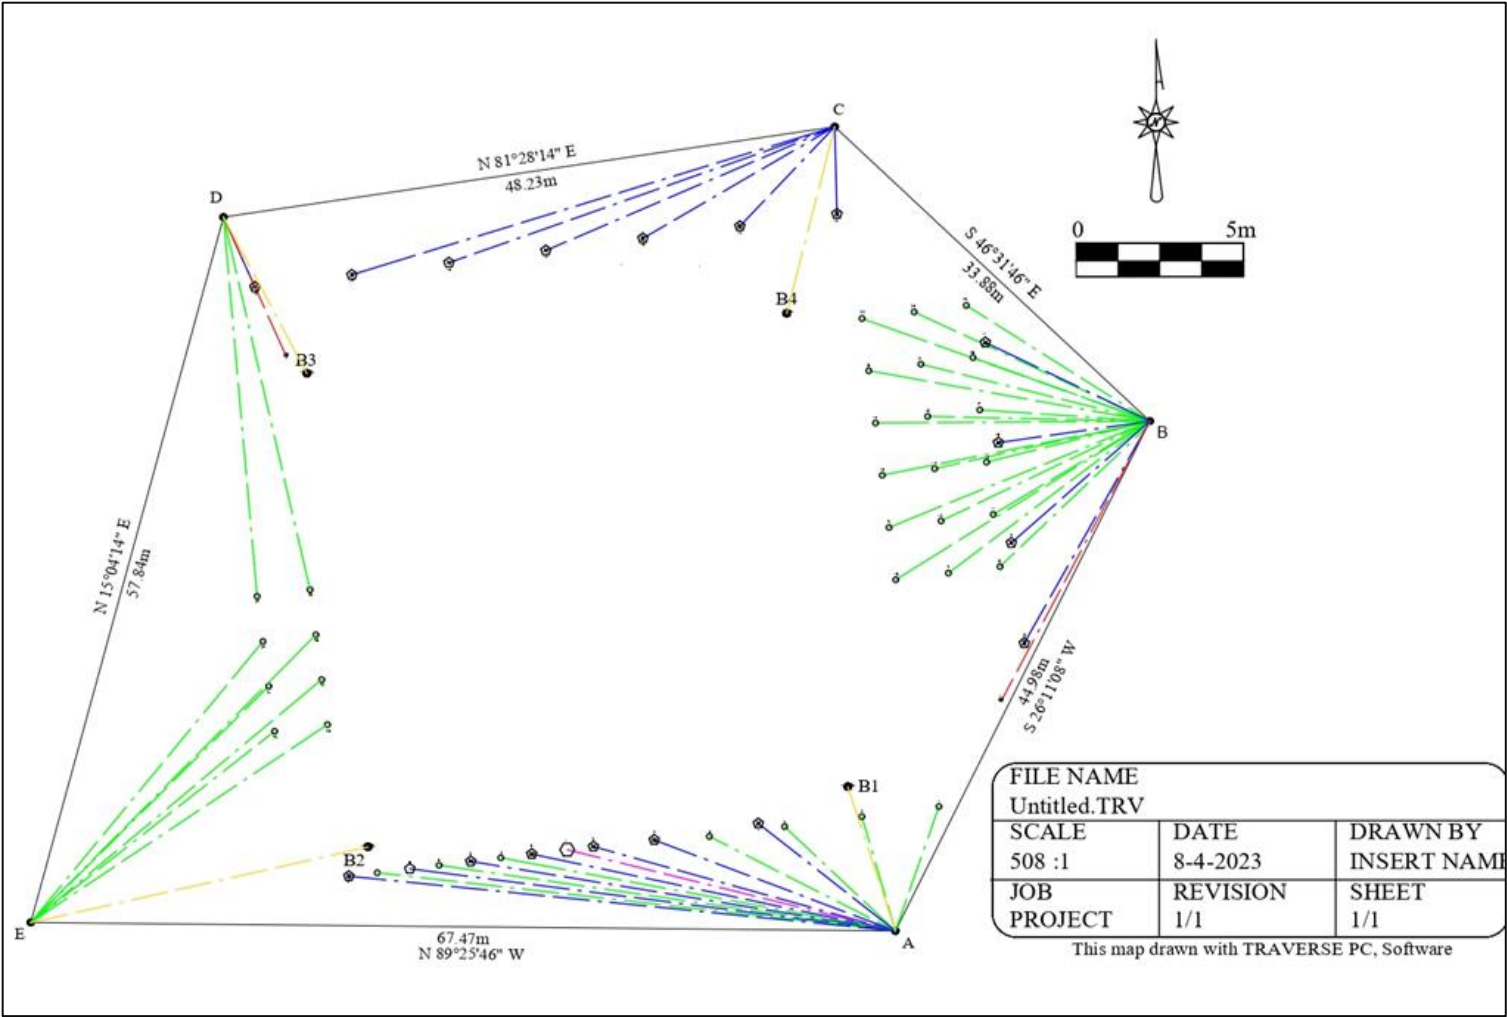 C
N 81°28'14" E
48.23m
D
0 5m
S 46°31'46" E
33.88m
B4
B3
B
N 15°04'14" E
57.84m
44.98m
S 26°11'08" W
B1
B2
E
67.47m
N 89°25'46" W
A
FILE NAME
Untitled.TRV
SCALE DATE DRAWN BY
508 :1 8-4-2023 INSERT NAME
JOB REVISION SHEET
PROJECT 1/1 1/1
This map drawn with TRAVERSE PC, Software